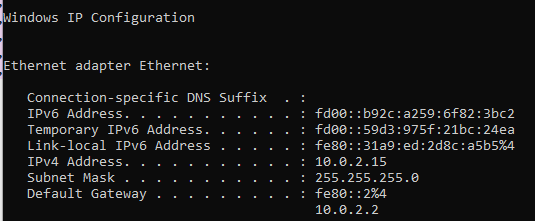 Windows IP Configuration
Ethernet adapter Ethernet:
Connection-specific DNS Suffix  . :
IPv6 Address. . . . . . . . . . . : fd00::b92c:a259:6f82:3bc2
Temporary IPv6 Address. . . . . . : fd00::59d3:975f:21bc:24ea
Link-local IPv6 Address . . . . . : fe80::31a9:ed:2d8c:a5b5%4
IPv4 Address. . . . . . . . . . . : 10.0.2.15
Subnet Mask . . . . . . . . . . . : 255.255.255.0
Default Gateway . . . . . . . . . : fe80::2%4
10.0.2.2